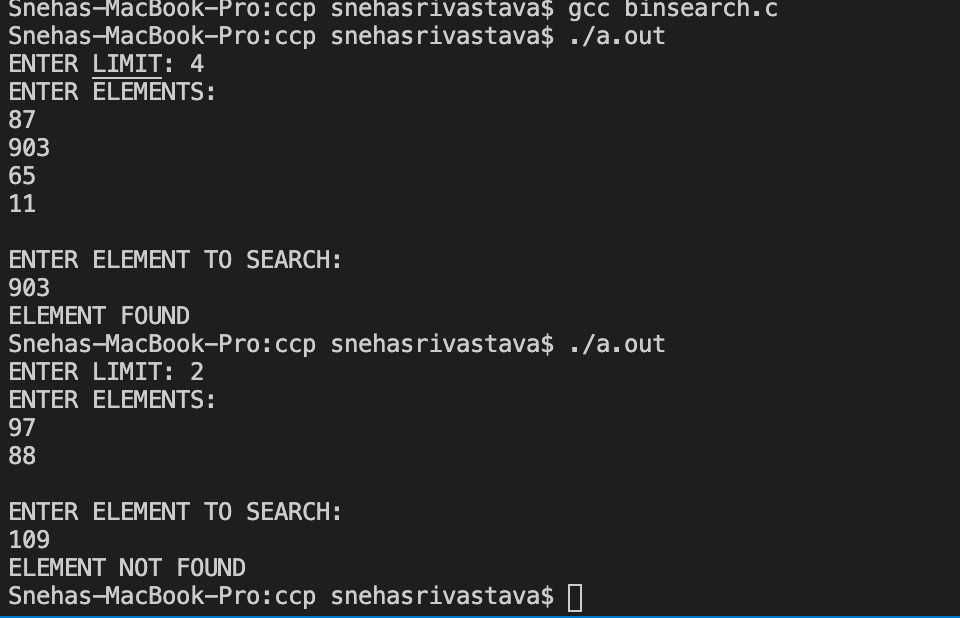 Snehas-MacBook-Pro:ccp snehasrivastava$ gcc binsearch.c
Snehas-MacBook-Pro:ccp snehasrivastava$ ./a.out
ENTER LIMIT: 4
ENTER ELEMENTS:
87
903
65
11
ENTER ELEMENT TO SEARCH:
903
ELEMENT FOUND
Snehas-MacBook-Pro:ccp snehasrivastava$ ./a.out
ENTER LIMIT: 2
ENTER ELEMENTS:
97
88
ENTER ELEMENT TO SEARCH:
109
ELEMENT NOT FOUND
Snehas-MacBook-Pro:ccp snehasrivastava$